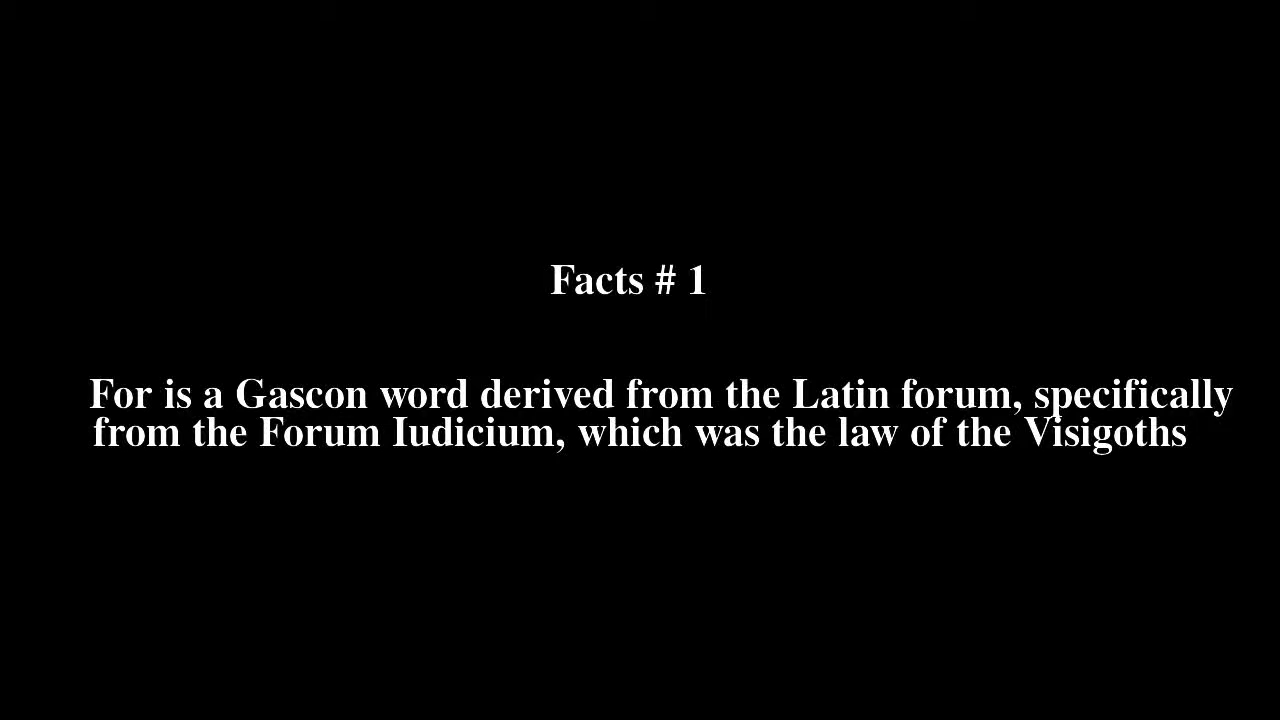 Facts # 1
For is a Gascon word derived from the Latin forum, specifically
from the Forum Iudicium, which was the law of the Visigoths